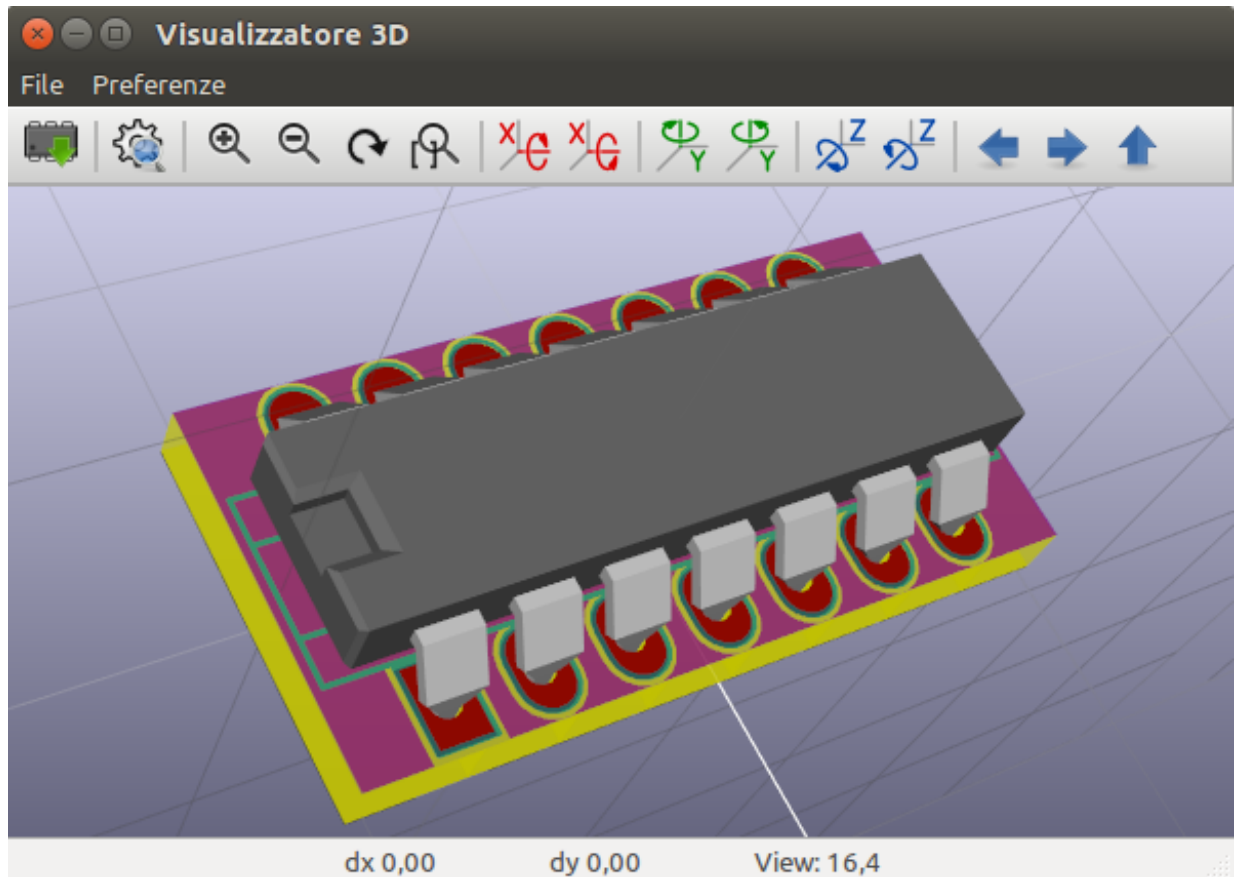 Visualizzatore 3D
File Preferenze
X X Y Y Z Z
dx 0,00 dy 0,00 View: 16,4